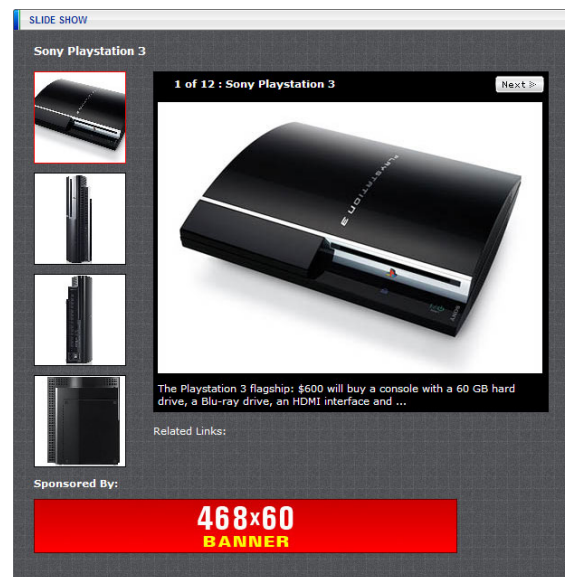 SLIDE SHOW
Sony Playstation 3
1 of 12 : Sony Playstation 3
Next
PLAYSTATION 3
SONY
The Playstation 3 flagship: $600 will buy a console with a 60 GB hard
drive, a Blu-ray drive, an HDMI interface and ...
Related Links:
Sponsored By:
468x60
BANNER